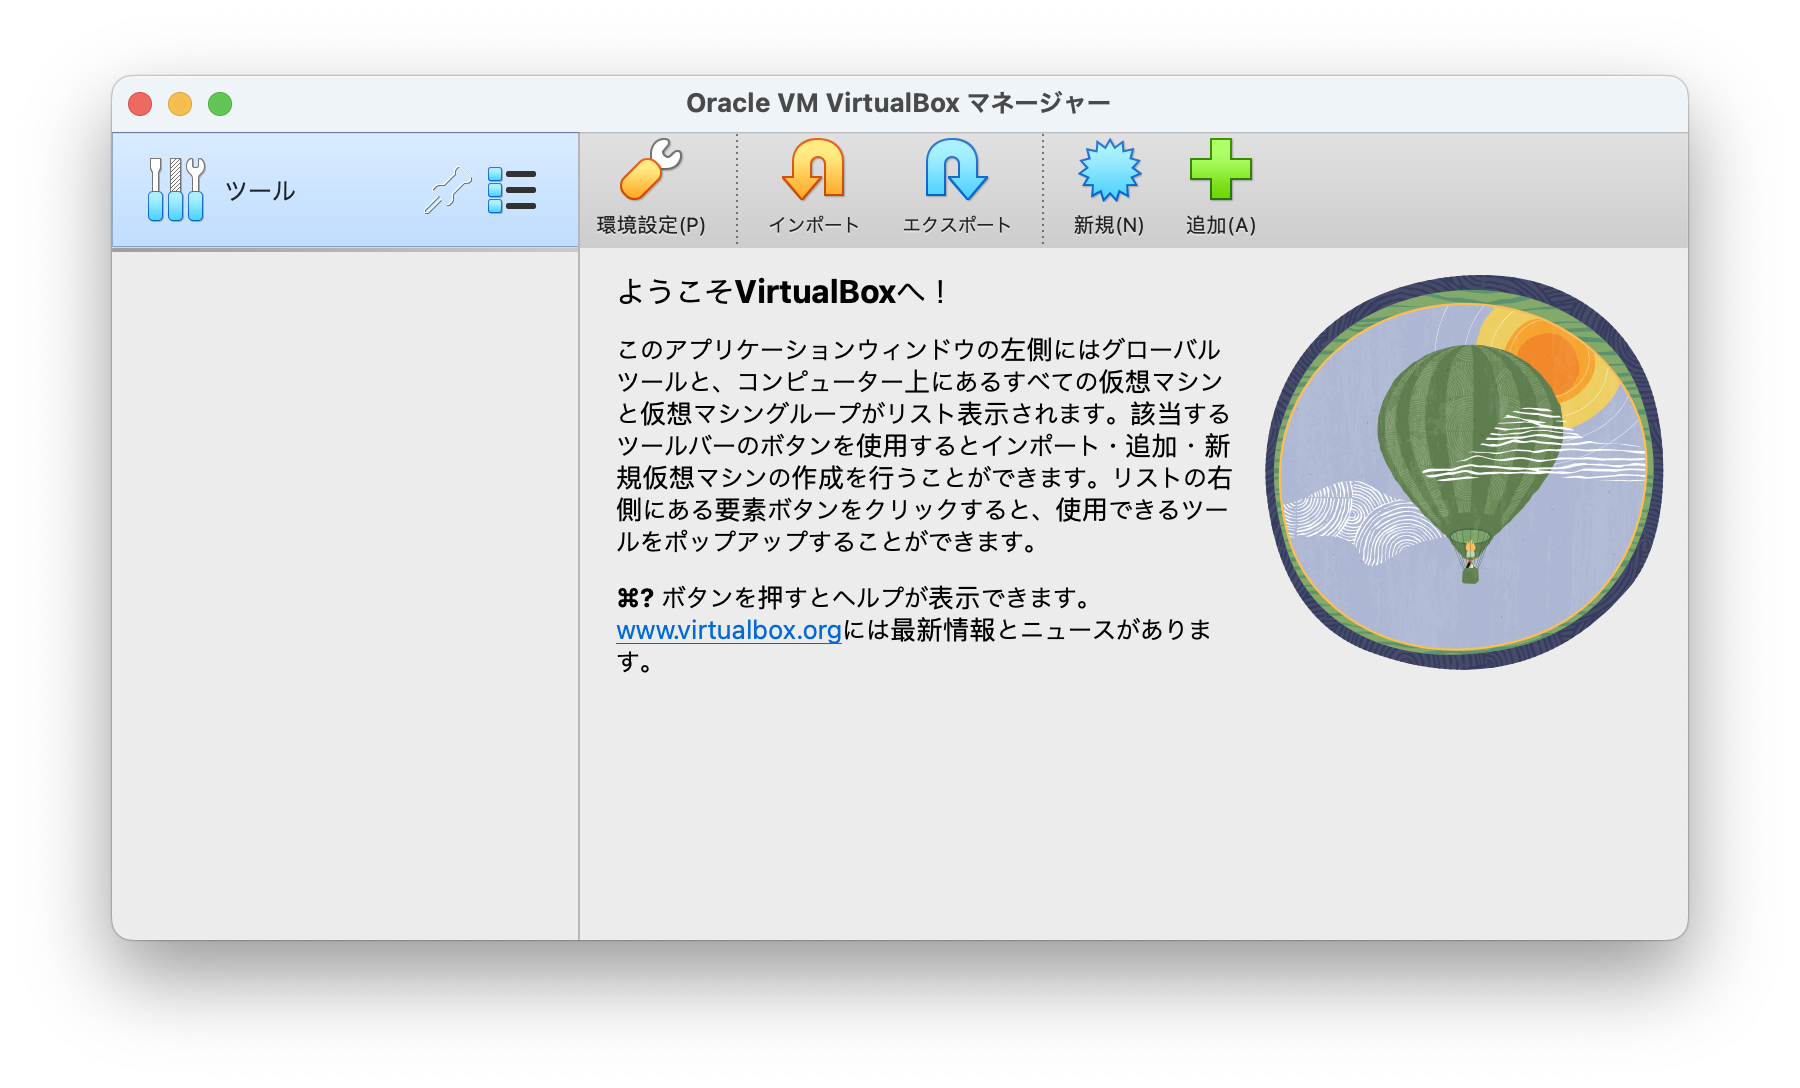 Oracle VM VirtualBox マネージャー
ツール
環境設定(P)
インポート
エクスポート
新規(N)
追加(A)
ようこそVirtualBoxへ！
このアプリケーションウィンドウの左側にはグローバル
ツールと、コンピューター上にあるすべての仮想マシン
と仮想マシングループがリスト表示されます。該当する
ツールバーのボタンを使用するとインポート・追加・新
規仮想マシンの作成を行うことができます。リストの右
側にある要素ボタンをクリックすると、使用できるツー
ルをポップアップすることができます。
⌘? ボタンを押すとヘルプが表示できます。
www.virtualbox.orgには最新情報とニュースがありま
す。